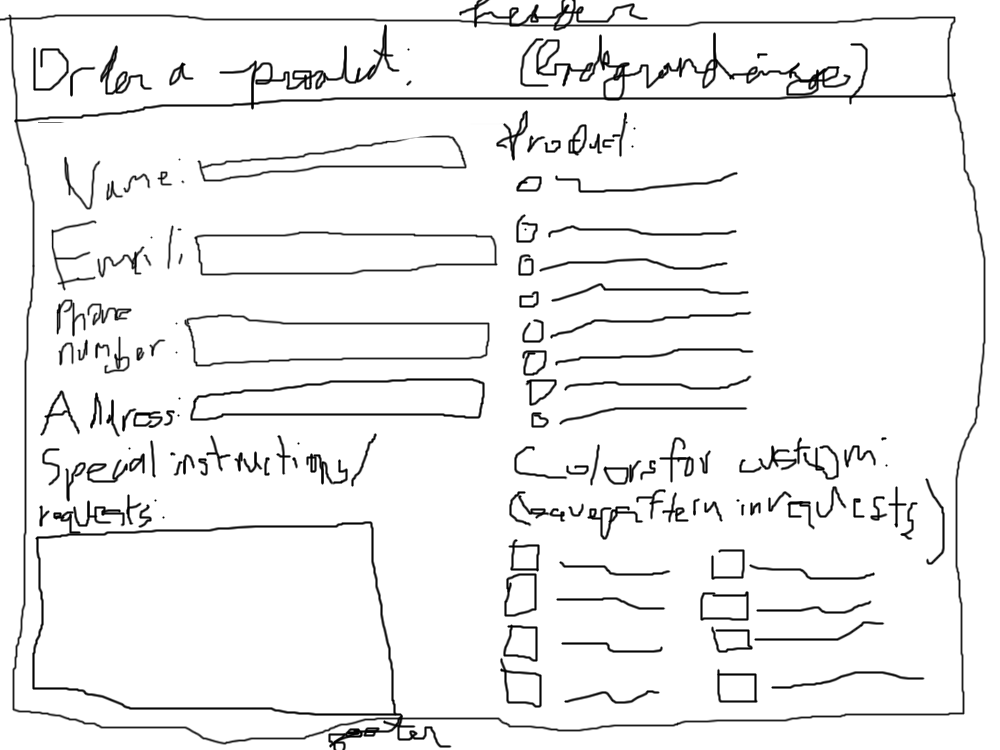 header
Order a product:
(Background image)
Name:
Email:
Phone
number:
Address:
Special instructions/
requests:
Product:
Colors for custom:
(Leave pattern in requests)
footer